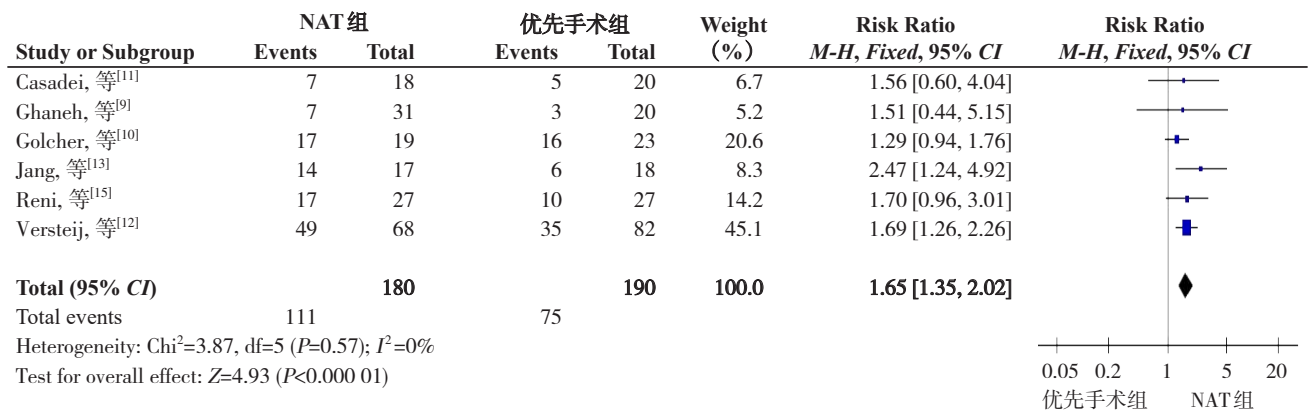 NAT组 优先手术组 Weight Risk Ratio Risk Ratio
Study or Subgroup Events Total Events Total (%) M-H, Fixed, 95% CI M-H, Fixed, 95% CI
Casadei, 等[11] 7 18 5 20 6.7 1.56 [0.60, 4.04]
Ghaneh, 等[9] 7 31 3 20 5.2 1.51 [0.44, 5.15]
Golcher, 等[10] 17 19 16 23 20.6 1.29 [0.94, 1.76]
Jang, 等[13] 14 17 6 18 8.3 2.47 [1.24, 4.92]
Reni, 等[15] 17 27 10 27 14.2 1.70 [0.96, 3.01]
Versteij, 等[12] 49 68 35 82 45.1 1.69 [1.26, 2.26]
Total (95% CI) 180 190 100.0 1.65 [1.35, 2.02]
Total events 111 75
Heterogeneity: Chi²=3.87, df=5 (P=0.57); I²=0%
Test for overall effect: Z=4.93 (P<0.000 01)
0.05 0.2 1 5 20
优先手术组 NAT组